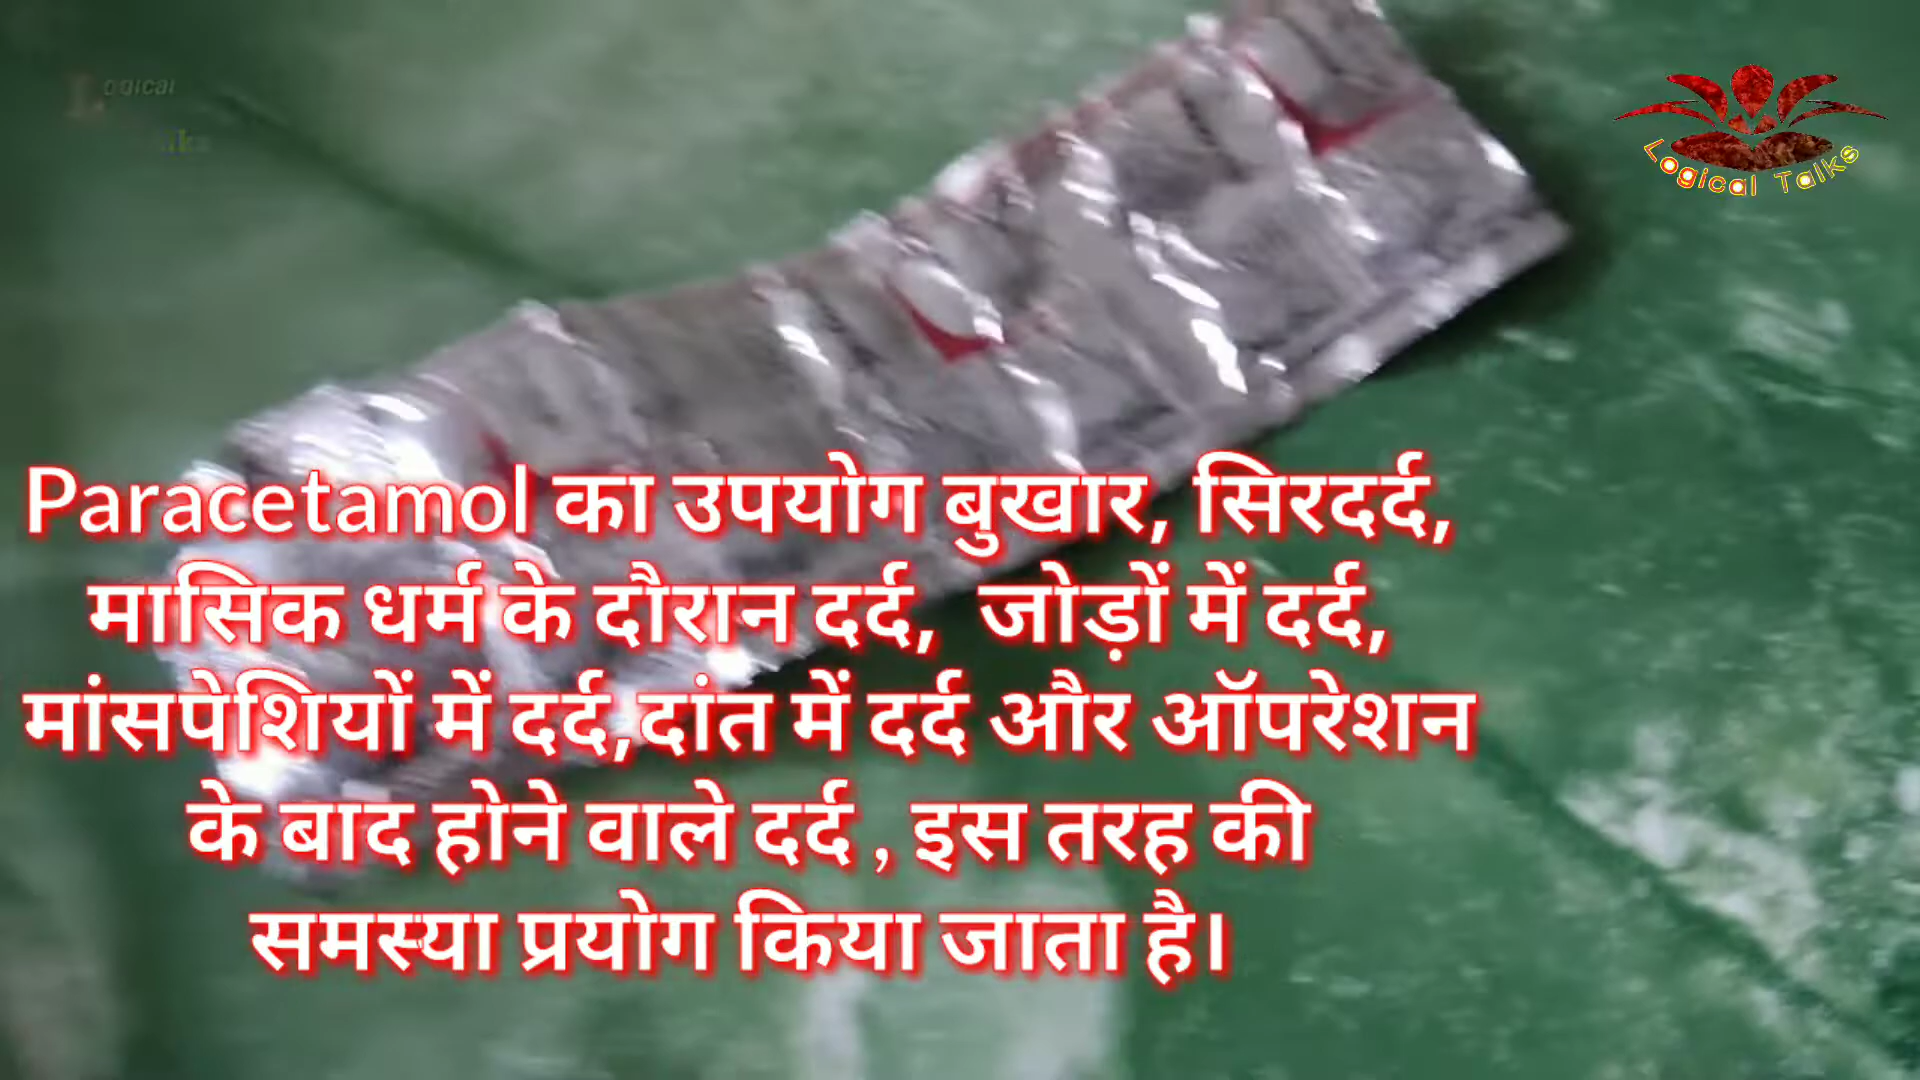 Logical Talks
Paracetamol का उपयोग बुखार, सिरदर्द,
मासिक धर्म के दौरान दर्द, जोड़ों में दर्द,
मांसपेशियों में दर्द,दांत में दर्द और ऑपरेशन
के बाद होने वाले दर्द , इस तरह की
समस्या प्रयोग किया जाता है।